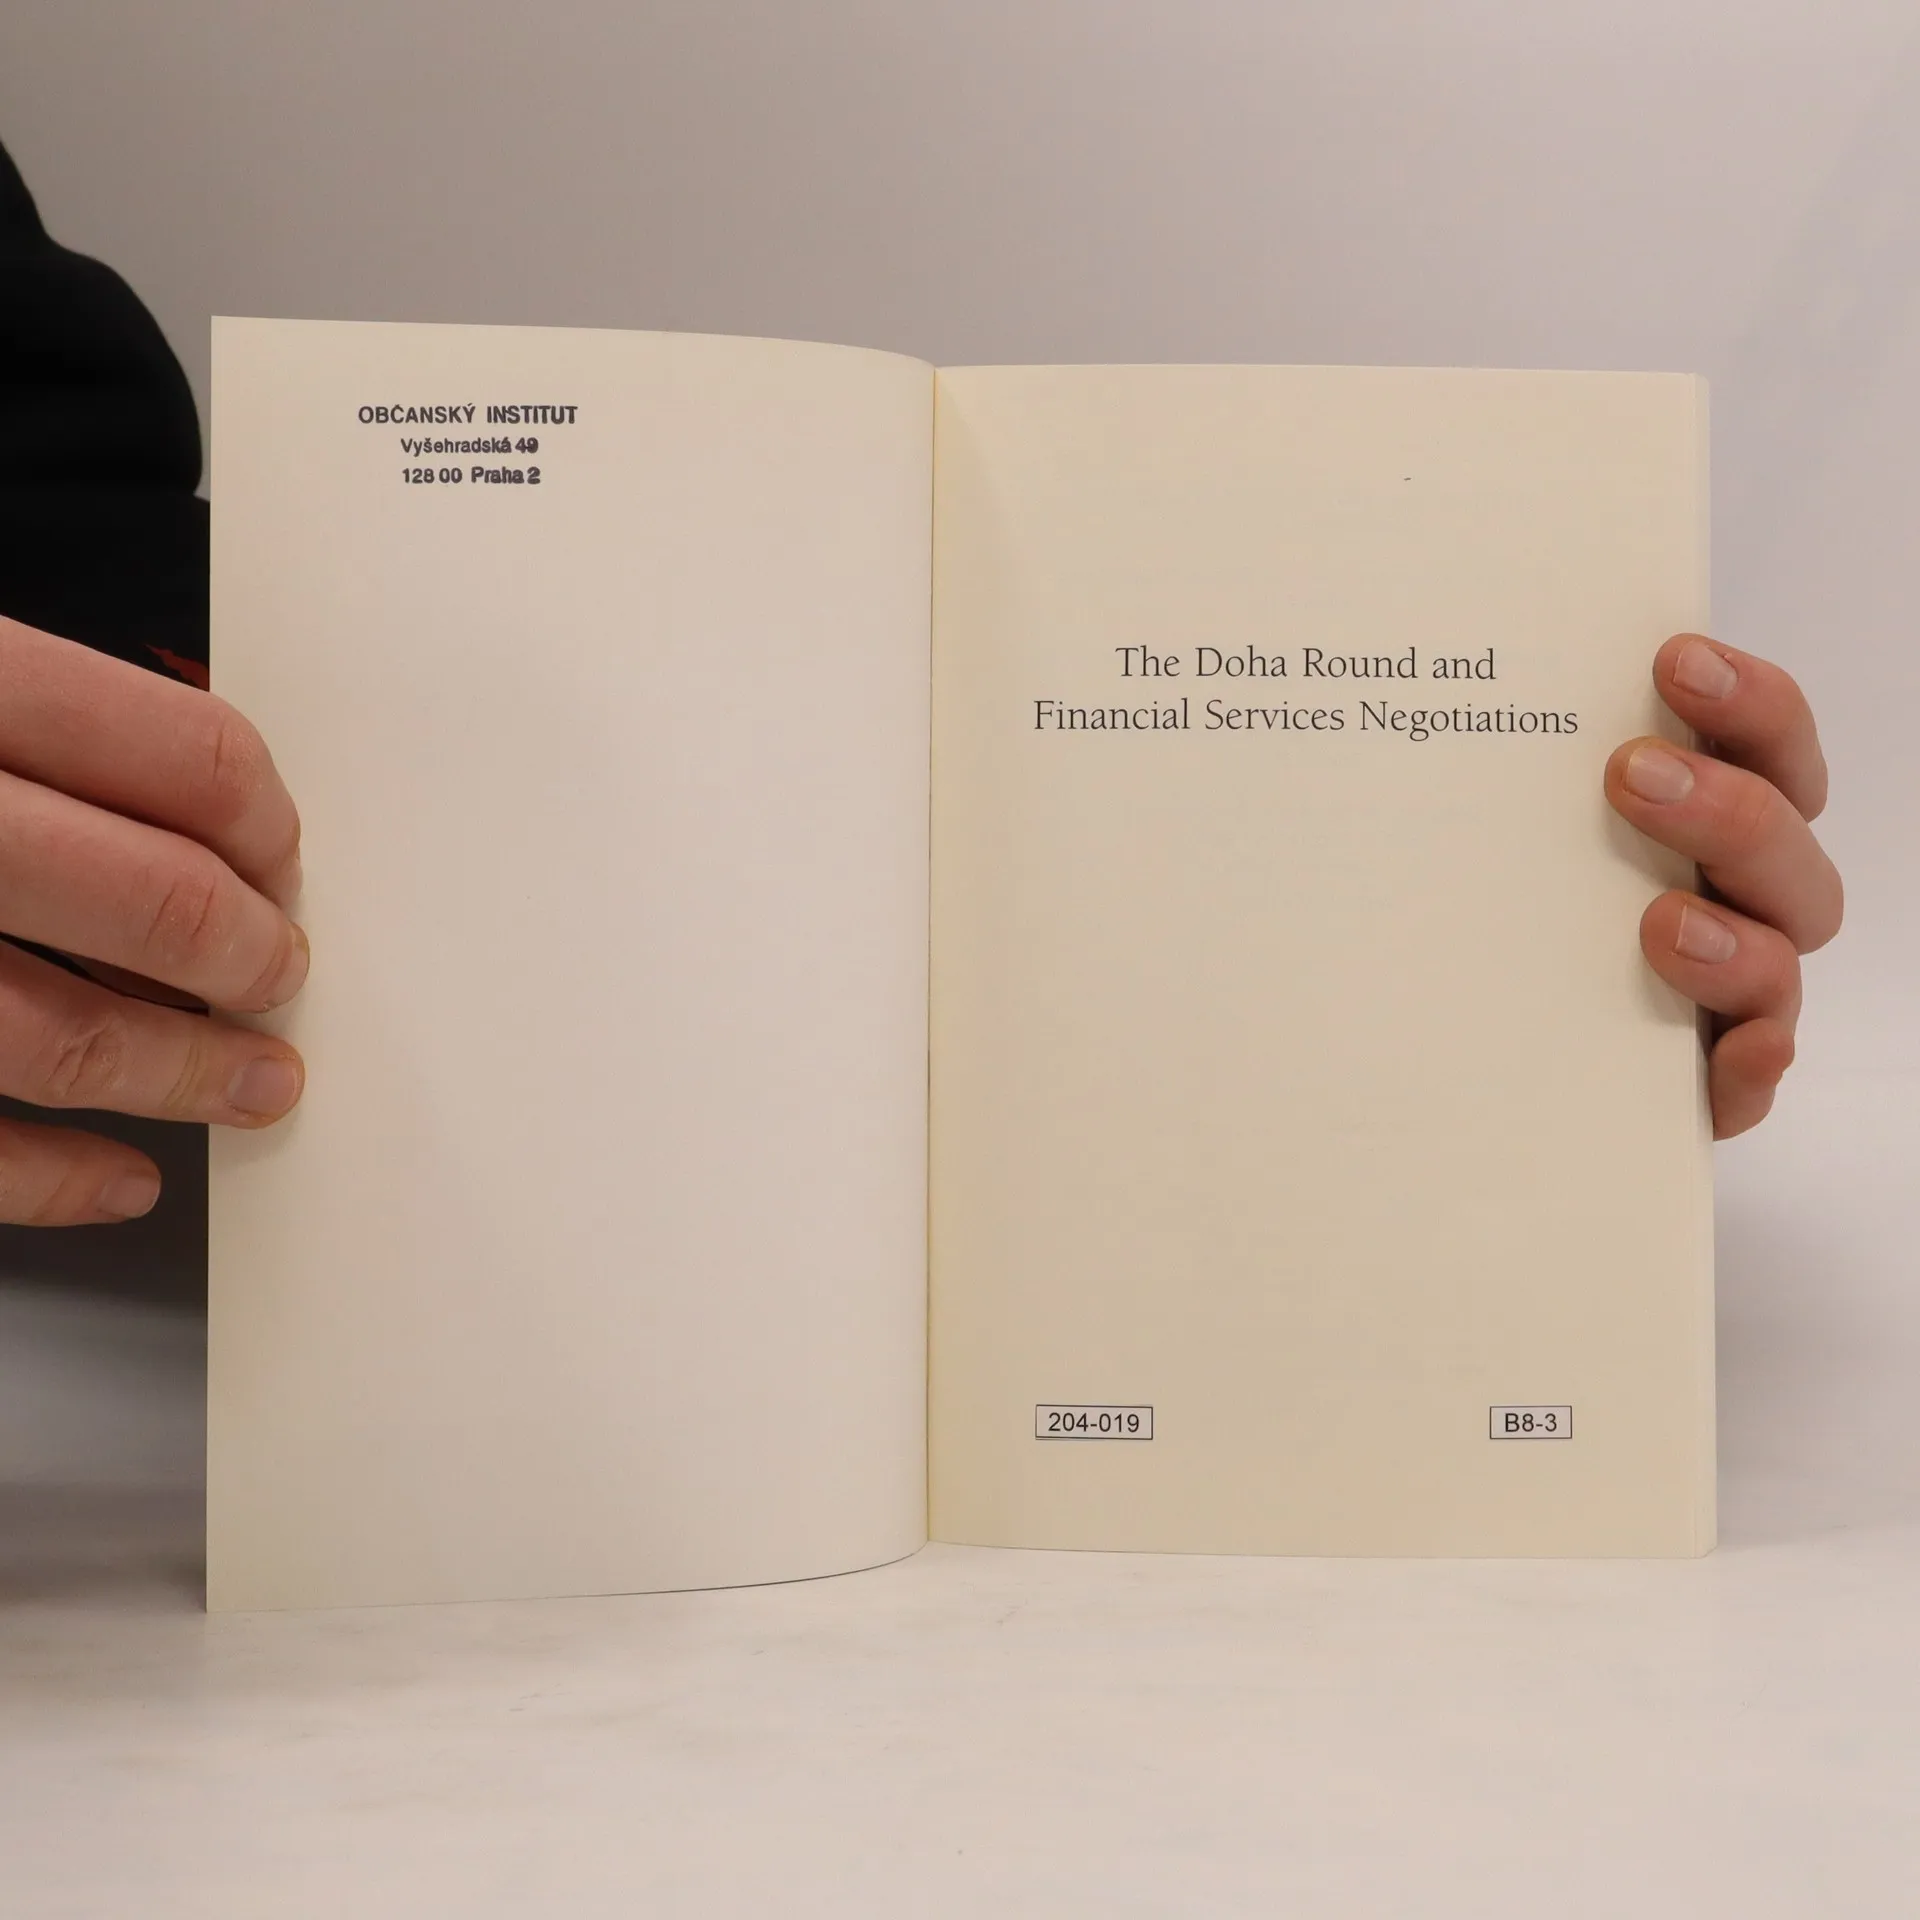 OBČANSKÝ INSTITUT
Vyšehradská 49
128 00 Praha 2
The Doha Round and
Financial Services Negotiations
204-019
B8-3